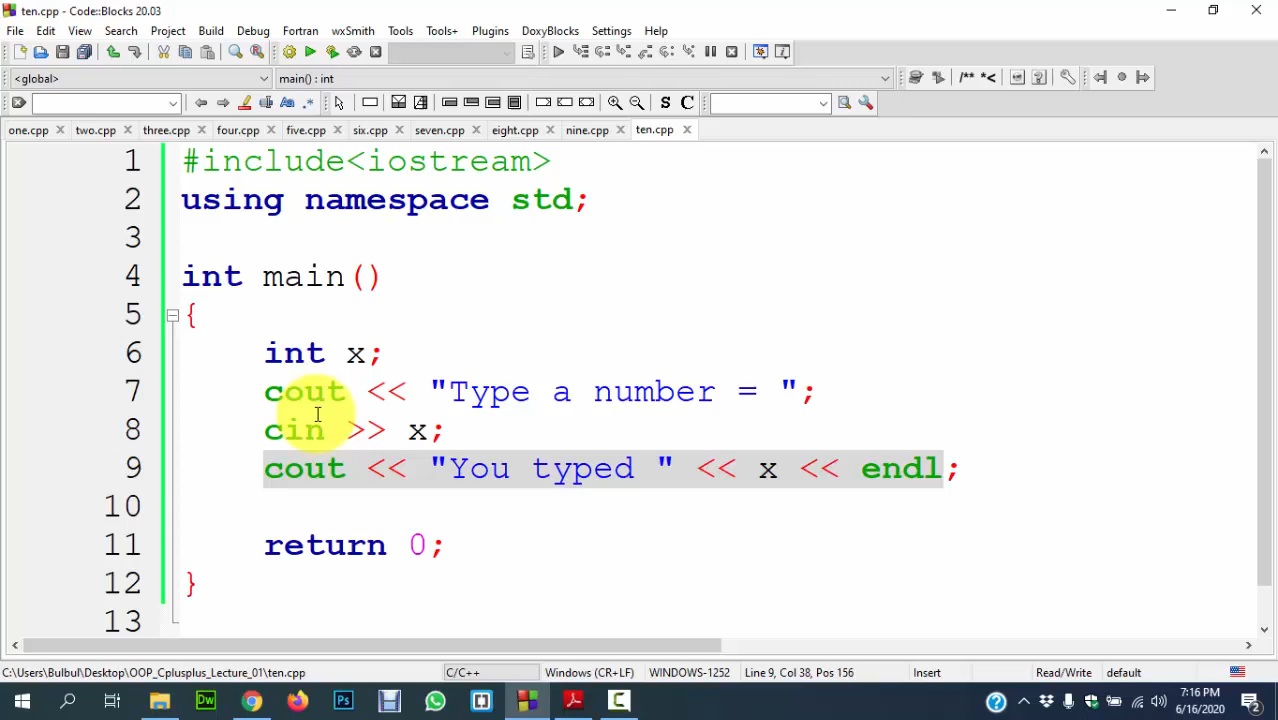 ten.cpp - Code::Blocks 20.03
File Edit View Search Project Build Debug Fortran wxSmith Tools Tools+ Plugins DoxyBlocks Settings Help
<global> main() : int /** *<
S C
one.cpp two.cpp three.cpp four.cpp five.cpp six.cpp seven.cpp eight.cpp nine.cpp ten.cpp
1 #include<iostream>
2 using namespace std;
3
4 int main()
5 {
6 int x;
7 cout << "Type a number = ";
8 cin >> x;
9 cout << "You typed " << x << endl;
10
11 return 0;
12 }
13
C:\Users\Bulbul\Desktop\OOP_Cplusplus_Lecture_01\ten.cpp C/C++ Windows (CR+LF) WINDOWS-1252 Line 9, Col 38, Pos 156 Insert Read/Write default
Dw Ps 7:16 PM
6/16/2020 2